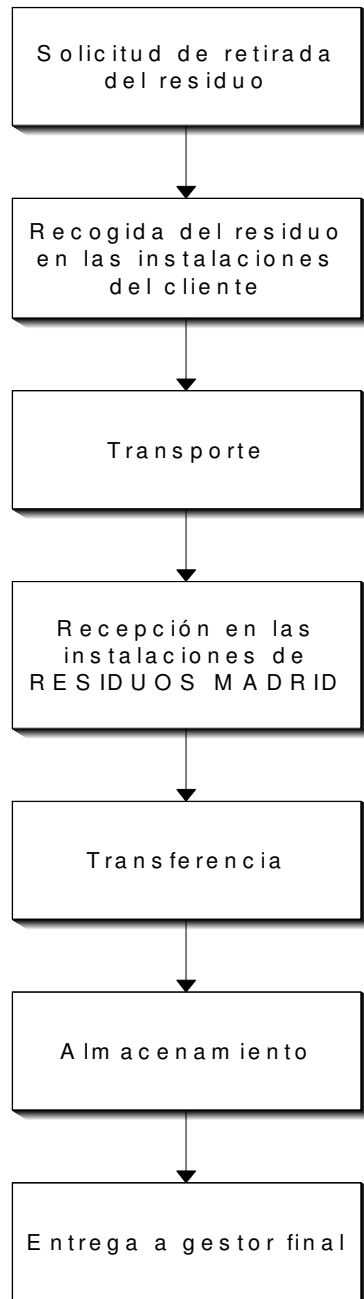 Solicitud de retirada
del residuo
Recogida del residuo
en las instalaciones
del cliente
Transporte
Recepción en las
instalaciones de
RESIDUOS MADRID
Transferencia
Almacenamiento
Entrega a gestor final